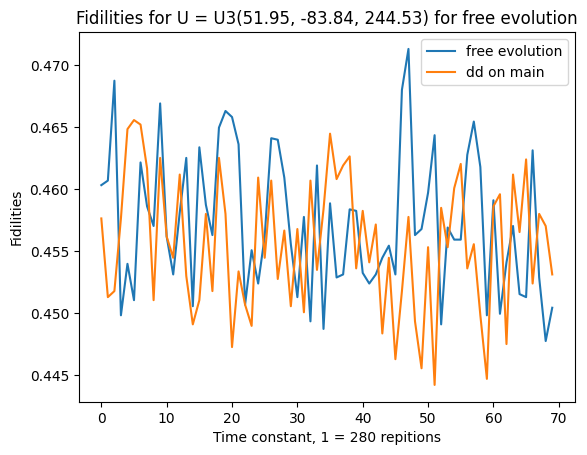 Fidilities for U = U3(51.95, -83.84, 244.53) for free evolution
free evolution
dd on main
Fidilities
0.470
0.465
0.460
0.455
0.450
0.445
0 10 20 30 40 50 60 70
Time constant, 1 = 280 repitions